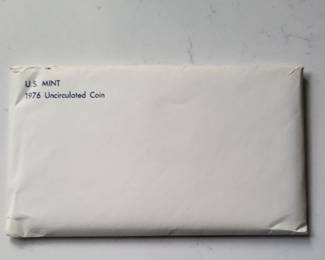 U.S. MINT
1976 Uncirculated Coin